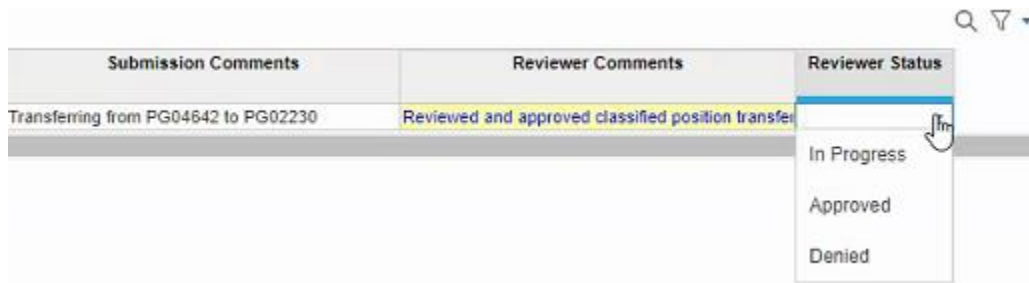 Submission Comments Reviewer Comments Reviewer Status
Transferring from PG04642 to PG02230 Reviewed and approved classified position transfer
In Progress
Approved
Denied